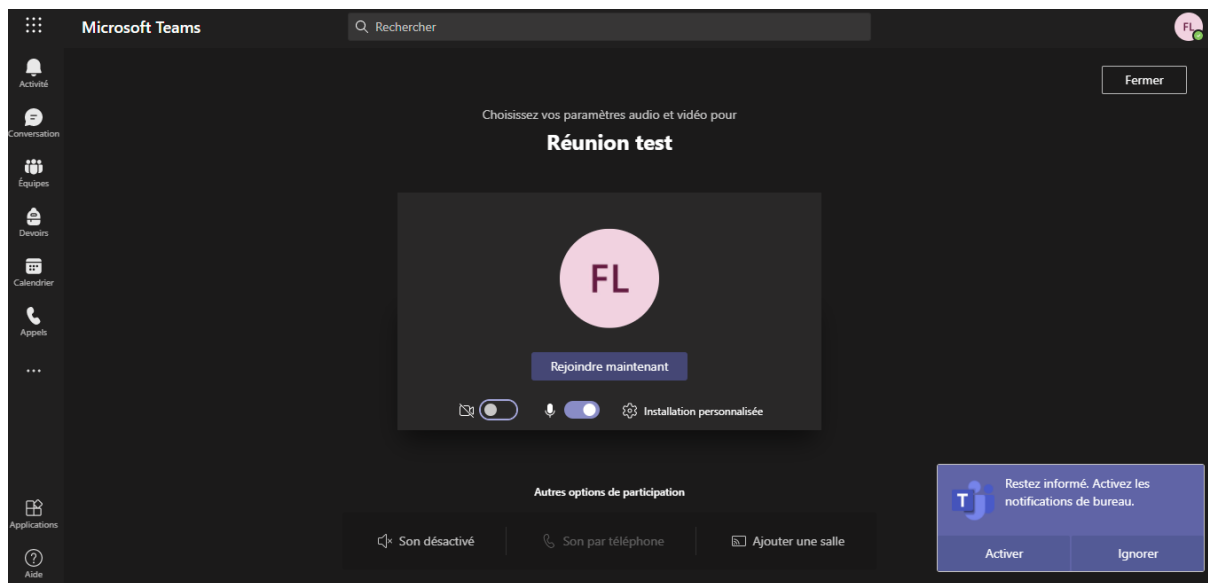 Microsoft Teams
Rechercher
FL
Activité
Conversation
Équipes
Devoirs
Calendrier
Appels
Applications
Aide
Fermer
Choisissez vos paramètres audio et vidéo pour
Réunion test
FL
Rejoindre maintenant
Installation personnalisée
Autres options de participation
Son désactivé
Son par téléphone
Ajouter une salle
T
Restez informé. Activez les
notifications de bureau.
Activer
Ignorer